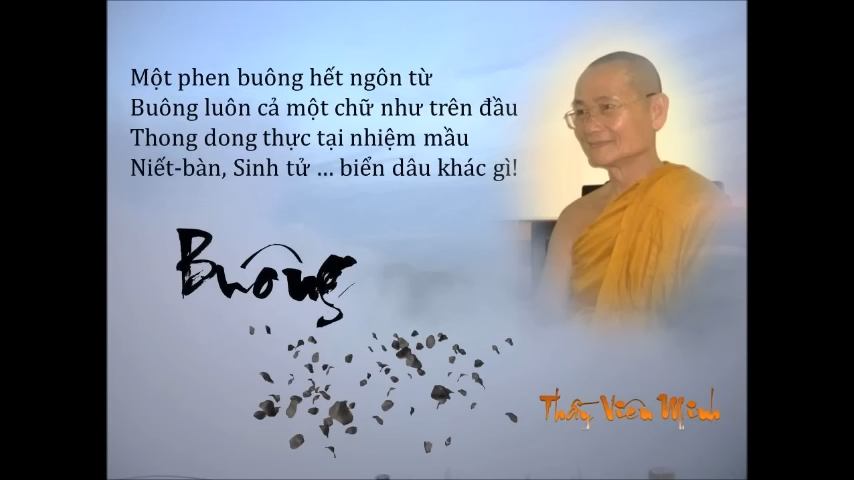 Một phen buông hết ngôn từ
Buông luôn cả một chữ như trên đầu
Thong dong thực tại nhiệm mầu
Niết-bàn, Sinh tử ... biển dâu khác gì!
Buông
Thầy Viên Minh